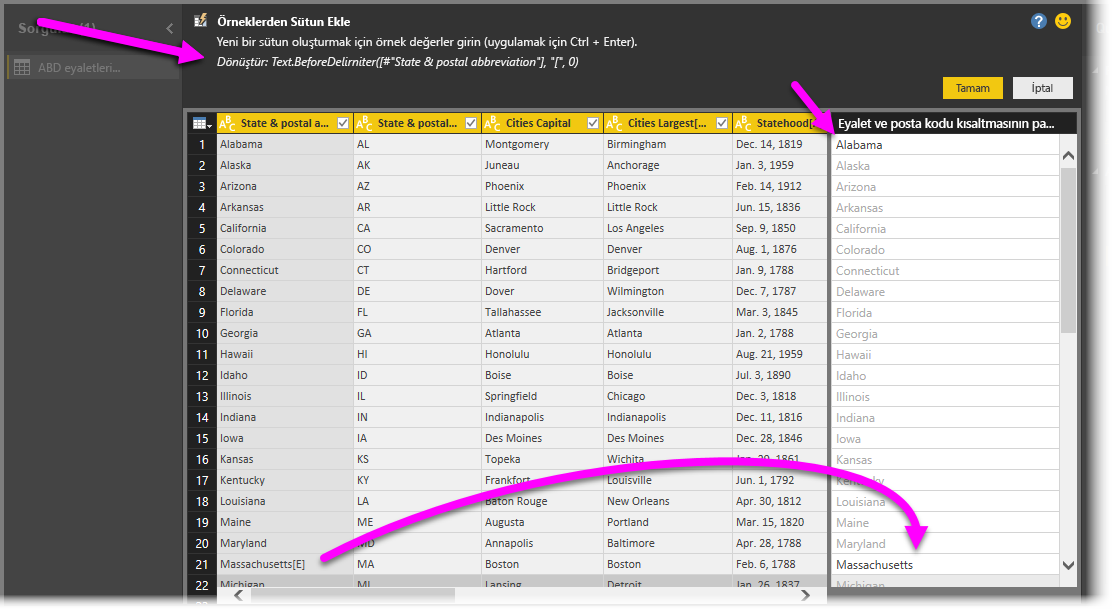 Örneklerden Sütun Ekle
Yeni bir sütun oluşturmak için örnek değerler girin (uygulamak için Ctrl + Enter).
Dönüştür: Text.BeforeDelimiter([#"State & postal abbreviation"], "[", 0)
Tamam İptal
ABD eyaletleri...
State & postal a... State & postal... Cities Capital Cities Largest[... Statehood[ Eyalet ve posta kodu kısaltmasının pa...
1 Alabama AL Montgomery Birmingham Dec. 14, 1819 Alabama
2 Alaska AK Juneau Anchorage Jan. 3, 1959 Alaska
3 Arizona AZ Phoenix Phoenix Feb. 14, 1912 Arizona
4 Arkansas AR Little Rock Little Rock Jun. 15, 1836 Arkansas
5 California CA Sacramento Los Angeles Sep. 9, 1850 California
6 Colorado CO Denver Denver Aug. 1, 1876 Colorado
7 Connecticut CT Hartford Bridgeport Jan. 9, 1788 Connecticut
8 Delaware DE Dover Wilmington Dec. 7, 1787 Delaware
9 Florida FL Tallahassee Jacksonville Mar. 3, 1845 Florida
10 Georgia GA Atlanta Atlanta Jan. 2, 1788 Georgia
11 Hawaii HI Honolulu Honolulu Aug. 21, 1959 Hawaii
12 Idaho ID Boise Boise Jul. 3, 1890 Idaho
13 Illinois IL Springfield Chicago Dec. 3, 1818 Illinois
14 Indiana IN Indianapolis Indianapolis Dec. 11, 1816 Indiana
15 Iowa IA Des Moines Des Moines Dec. 28, 1846 Iowa
16 Kansas KS Topeka Wichita Jan. 29, 1861 Kansas
17 Kentucky KY Frankfort Louisville Jun. 1, 1792 Kentucky
18 Louisiana LA Baton Rouge New Orleans Apr. 30, 1812 Louisiana
19 Maine ME Augusta Portland Mar. 15, 1820 Maine
20 Maryland MD Annapolis Baltimore Apr. 28, 1788 Maryland
21 Massachusetts[E] MA Boston Boston Feb. 6, 1788 Massachusetts
22 Michigan MI Lansing Detroit Jan. 26, 1837 Michigan